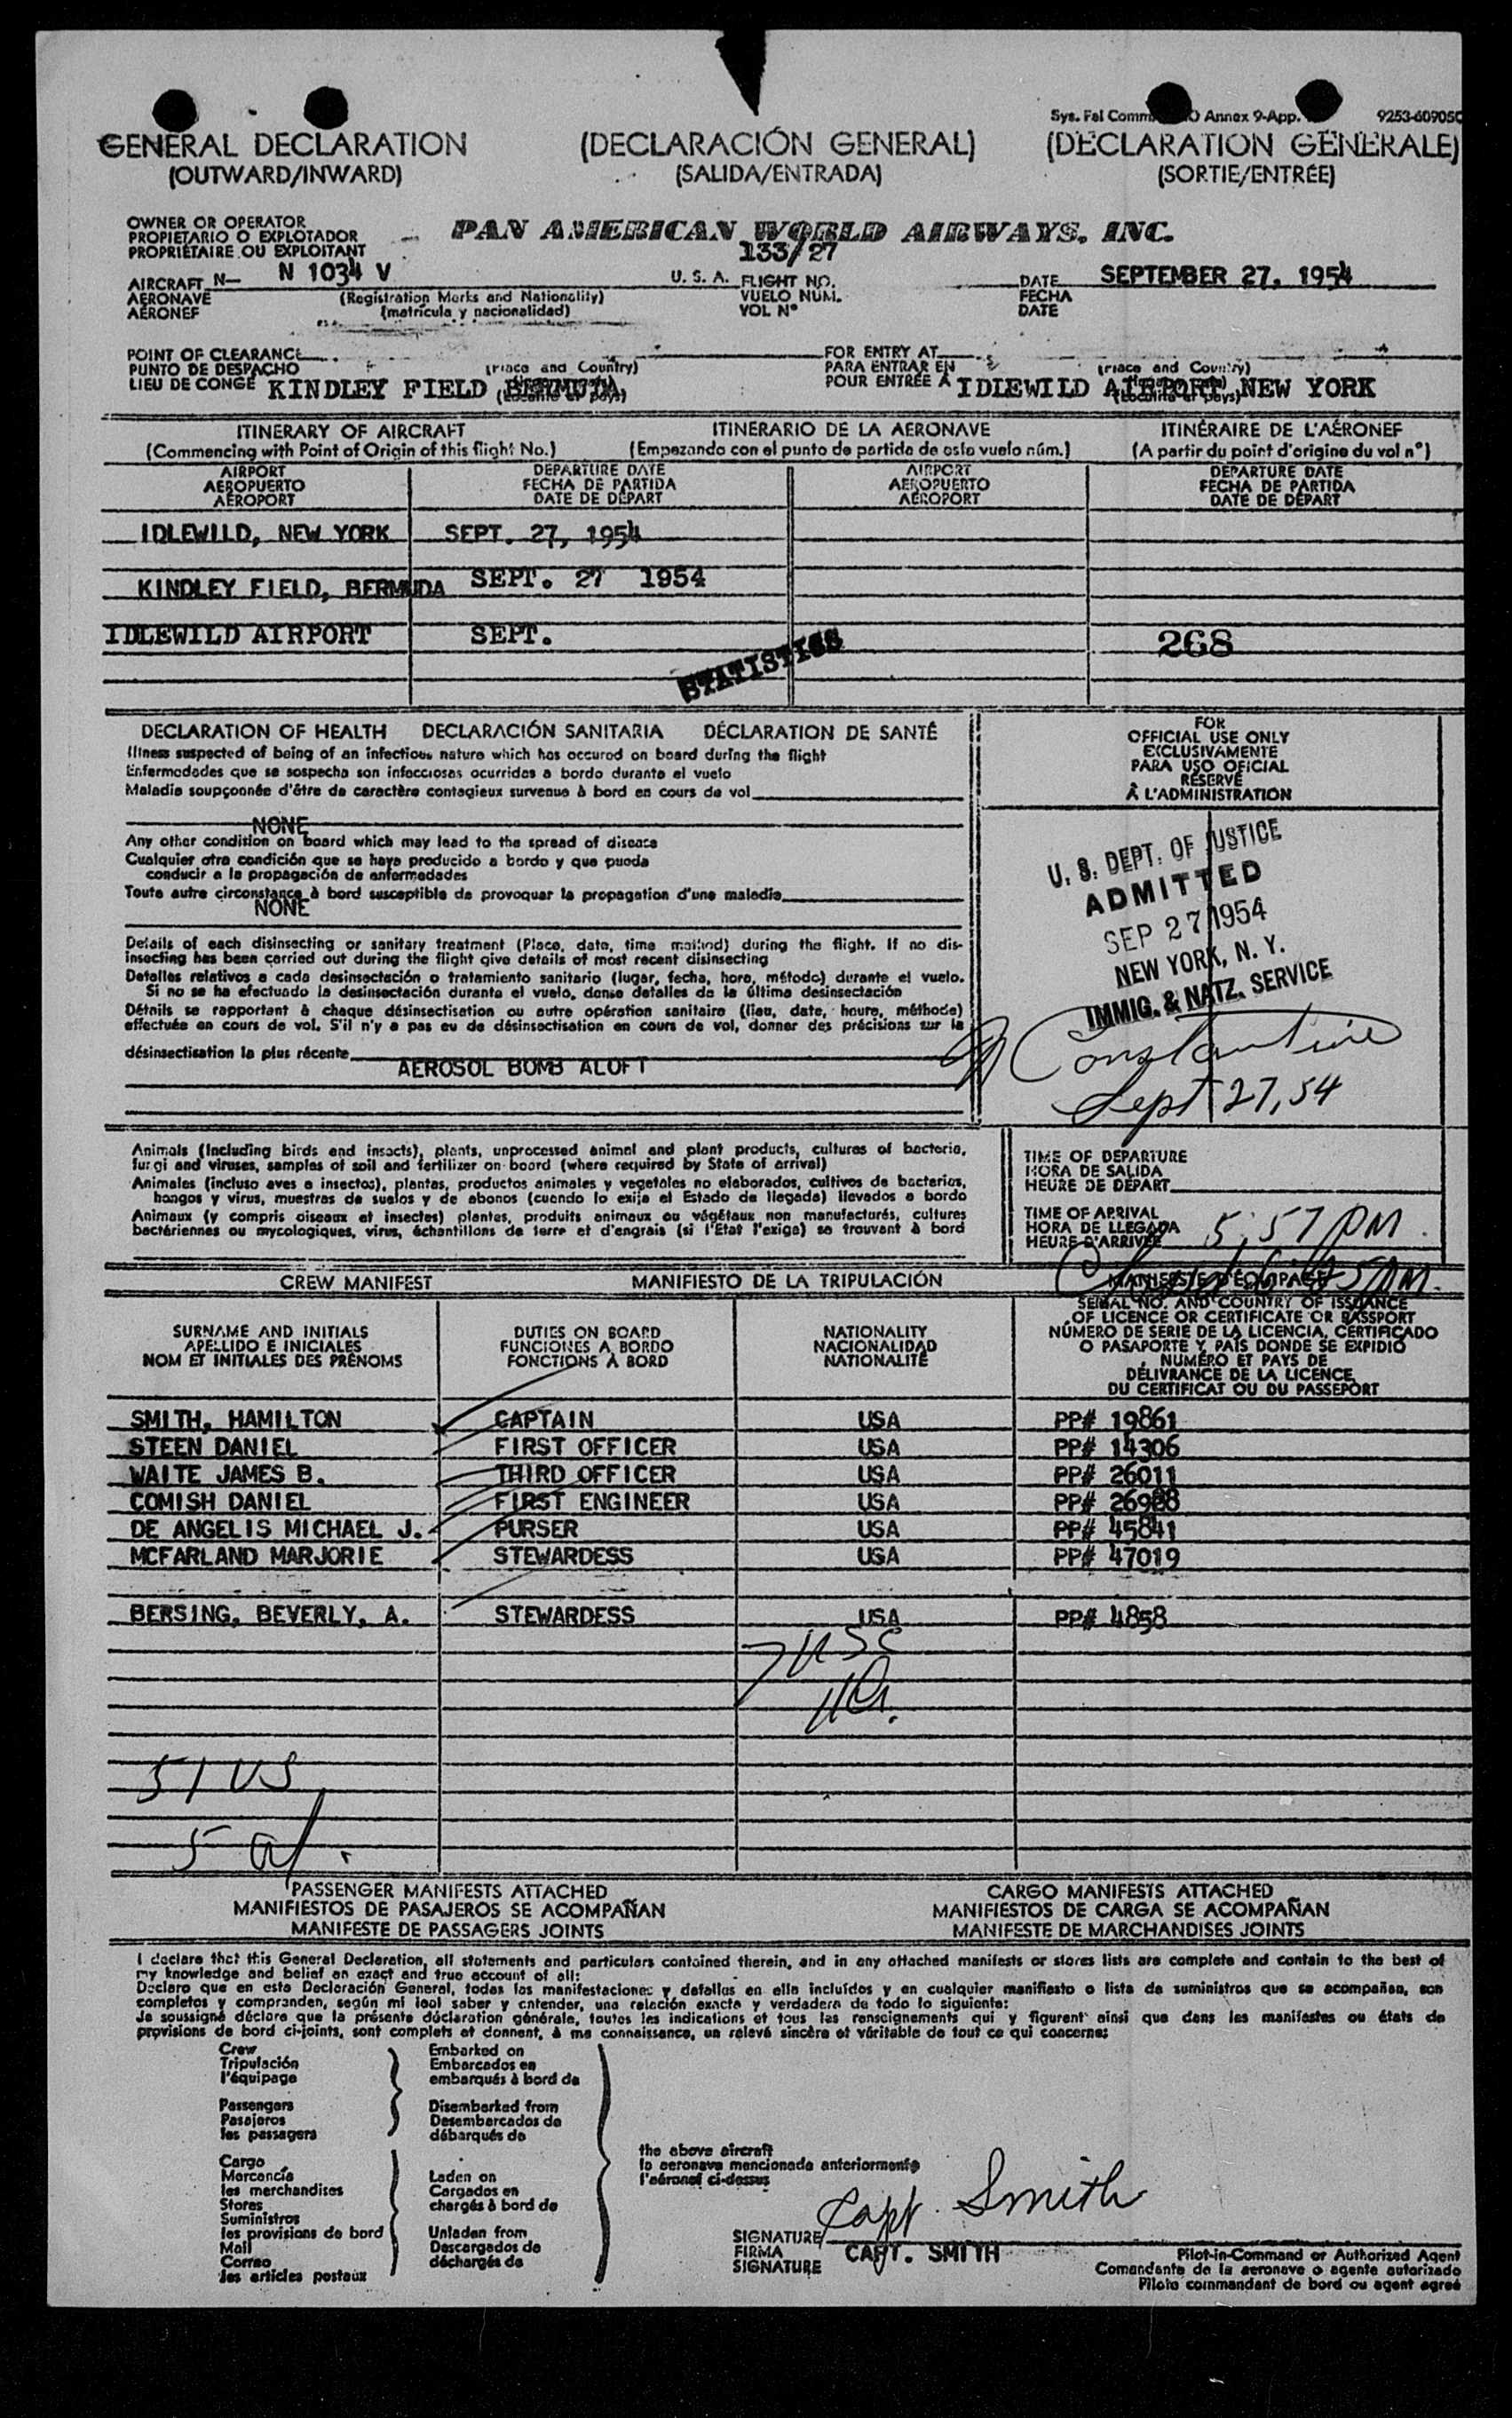 Sys. Fal Comm Annex 9-App. 9253-60905C
GENERAL DECLARATION (DECLARACIÓN GENERAL) (DÉCLARATION GÉNÉRALE)
(OUTWARD/INWARD) (SALIDA/ENTRADA) (SORTIE/ENTRÉE)
OWNER OR OPERATOR
PROPIETARIO O EXPLOTADOR
PROPRIÉTAIRE OU EXPLOITANT
PAN AMERICAN WORLD AIRWAYS, INC.
133/27
AIRCRAFT N— N 1034 V U. S. A. FLIGHT NO. DATE SEPTEMBER 27, 1954
AERONAVE (Registration Marks and Nationality) VUELO NÚM. FECHA
AÉRONEF (matrícula y nacionalidad) VOL N° DATE
POINT OF CLEARANCE FOR ENTRY AT
PUNTO DE DESPACHO (Place and Country) PARA ENTRAR EN (Place and Country)
LIEU DE CONGÉ KINDLEY FIELD BERMUDA POUR ENTRÉE À IDLEWILD AIRPORT NEW YORK
ITINERARY OF AIRCRAFT ITINERARIO DE LA AERONAVE ITINÉRAIRE DE L'AÉRONEF
(Commencing with Point of Origin of this flight No.) (Empezando con el punto de partida de este vuelo núm.) (A partir du point d'origine du vol n°)
AIRPORT DEPARTURE DATE AIRPORT DEPARTURE DATE
AEROPUERTO FECHA DE PARTIDA AEROPUERTO FECHA DE PARTIDA
AÉROPORT DATE DE DÉPART AÉROPORT DATE DE DÉPART
IDLEWILD, NEW YORK SEPT. 27, 1954
KINDLEY FIELD, BERMUDA SEPT. 27 1954
IDLEWILD AIRPORT SEPT.
STATISTICS
268
DECLARATION OF HEALTH DECLARACIÓN SANITARIA DÉCLARATION DE SANTÉ
Illness suspected of being of an infectious nature which has occured on board during the flight
Enfermedades que se sospecha son infecciosas ocurridas a bordo durante el vuelo
Maladie soupçonnée d'être de caractère contagieux survenue à bord en cours de vol
NONE
Any other condition on board which may lead to the spread of disease
Cualquier otra condición que se haya producido a bordo y que pueda
conducir a la propagación de enfermedades
Toute autre circonstance à bord susceptible de provoquer la propagation d'une maladie
NONE
Details of each disinsecting or sanitary treatment (Place, date, time method) during the flight. If no dis-
insecting has been carried out during the flight give details of most recent disinsecting
Detalles relativos a cada desinsectación o tratamiento sanitario (lugar, fecha, hora, método) durante el vuelo.
Si no se ha efectuado la desinsectación durante el vuelo, dense detalles de la última desinsectación
Détails se rapportant à chaque désinsectisation ou autre opération sanitaire (lieu, date, heure, méthode)
effectuée en cours de vol. S'il n'y a pas eu de désinsectisation en cours de vol, donner des précisions sur la
désinsectisation la plus récente
AEROSOL BOMB ALOFT
FOR
OFFICIAL USE ONLY
EXCLUSIVAMENTE
PARA USO OFICIAL
RÉSERVÉ
À L'ADMINISTRATION
U. S. DEPT. OF JUSTICE
ADMITTED
SEP 27 1954
NEW YORK, N. Y.
IMMIG. & NATZ. SERVICE
Constantine
Sept 27, 54
Animals (including birds and insects), plants, unprocessed animal and plant products, cultures of bacteria,
fungi and viruses, samples of soil and fertilizer on board (where required by State of arrival)
Animales (incluso aves e insectos), plantas, productos animales y vegetales no elaborados, cultivos de bacterias,
hongos y virus, muestras de suelos y de abonos (cuando lo exija el Estado de llegada) llevados a bordo
Animaux (y compris oiseaux et insectes) plantes, produits animaux ou végétaux non manufacturés, cultures
bactériennes ou mycologiques, virus, échantillons de terre et d'engrais (si l'État l'exige) se trouvant à bord
TIME OF DEPARTURE
HORA DE SALIDA
HEURE DE DÉPART
TIME OF ARRIVAL
HORA DE LLEGADA
HEURE D'ARRIVÉE 5:57 PM
CREW MANIFEST MANIFIESTO DE LA TRIPULACIÓN MANIFESTE D'ÉQUIPAGE
SURNAME AND INITIALS
APELLIDO E INICIALES
NOM ET INITIALES DES PRÉNOMS
DUTIES ON BOARD
FUNCIONES A BORDO
FONCTIONS À BORD
NATIONALITY
NACIONALIDAD
NATIONALITÉ
SERIAL NO. AND COUNTRY OF ISSUANCE
OF LICENCE OR CERTIFICATE OR PASSPORT
NÚMERO DE SERIE DE LA LICENCIA, CERTIFICADO
O PASAPORTE Y PAÍS DONDE SE EXPIDIÓ
NUMÉRO ET PAYS DE
DÉLIVRANCE DE LA LICENCE
DU CERTIFICAT OU DU PASSEPORT
SMITH, HAMILTON CAPTAIN USA PP# 19861
STEEN DANIEL FIRST OFFICER USA PP# 14306
WAITE JAMES B. THIRD OFFICER USA PP# 26011
COMISH DANIEL FIRST ENGINEER USA PP# 26988
DE ANGELIS MICHAEL J. PURSER USA PP# 45841
MCFARLAND MARJORIE STEWARDESS USA PP# 47019
BERSING, BEVERLY, A. STEWARDESS USA PP# 4858
7 USC
51 US
5 al.
PASSENGER MANIFESTS ATTACHED CARGO MANIFESTS ATTACHED
MANIFIESTOS DE PASAJEROS SE ACOMPAÑAN MANIFIESTOS DE CARGA SE ACOMPAÑAN
MANIFESTE DE PASSAGERS JOINTS MANIFESTE DE MARCHANDISES JOINTS
I declare that this General Declaration, all statements and particulars contained therein, and in any attached manifests or stores lists are complete and contain to the best of
my knowledge and belief an exact and true account of all:
Declaro que en esta Declaración General, todas las manifestaciones y detallas en ella incluídos y en cualquier manifiesto o lista de suministros que se acompañan, son
completos y comprenden, según mi leal saber y entender, una relación exacta y verdadera de todo lo siguiente:
Je soussigné déclare que la présente déclaration générale, toutes les indications et tous les renseignements qui y figurent ainsi que dans les manifestes ou états de
provisions de bord ci-joints, sont complets et donnent, à ma connaissance, un relevé sincère et véritable de tout ce qui concerne:
Crew Embarked on
Tripulación Embarcados en
l'équipage embarqués à bord de
Passengers Disembarked from
Pasajeros Desembarcados de
les passagers débarqués de
Cargo
Mercancía Laden on
les merchandises Cargados en
Stores chargés à bord de
Suministros
les provisions de bord Unladen from
Mail Descargados de
Correo déchargés de
les articles postaux
the above aircraft
la aeronave mencionada anteriormente
l'aéronef ci-dessus
Capt. Smith
SIGNATURE
FIRMA CAPT. SMITH
SIGNATURE
Pilot-in-Command or Authorized Agent
Comandante de la aeronave o agente autorizado
Pilote commandant de bord ou agent agréé